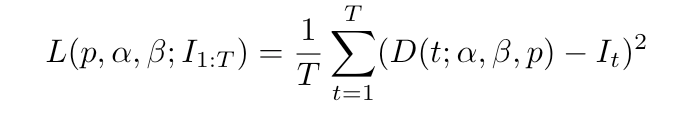 L(p, α, β; I_{1:T}) = \frac{1}{T} \sum_{t=1}^{T} (D(t; α, β, p) − I_t)^2